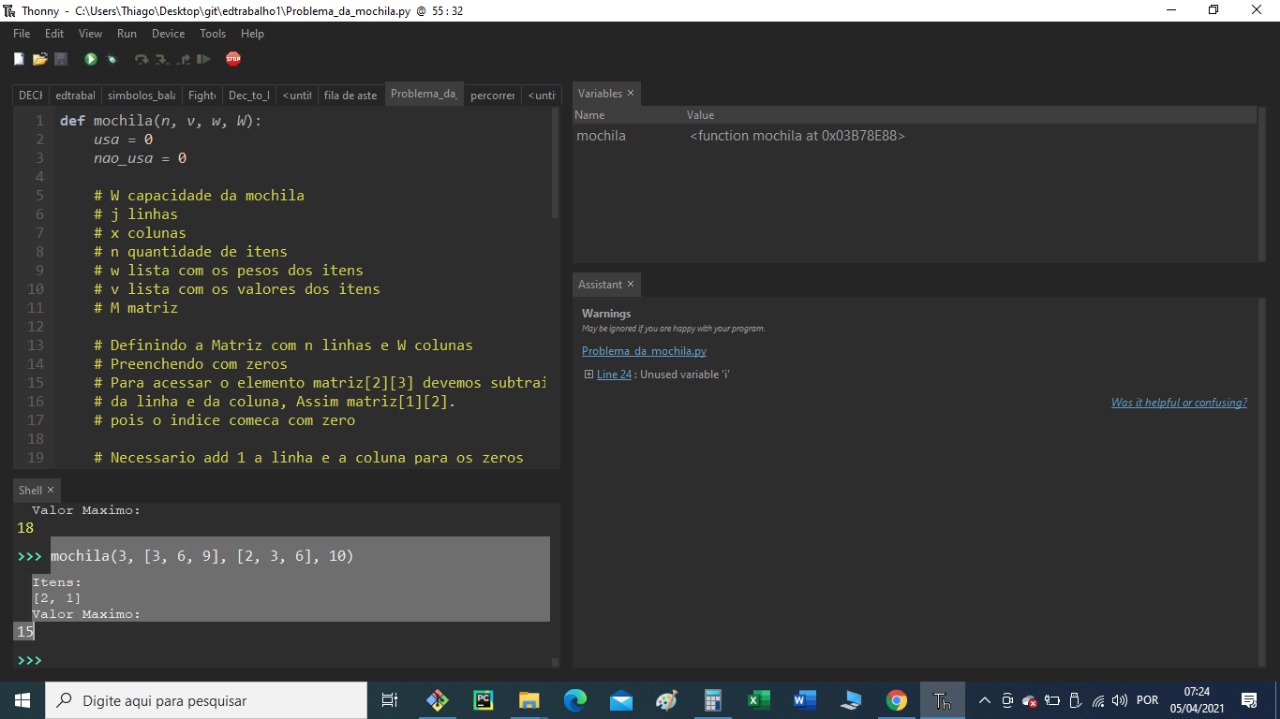 Thonny - C:\Users\Thiago\Desktop\git\edtrabalho1\Problema_da_mochila.py @ 55 : 32
File Edit View Run Device Tools Help
STOP
DECI edtrabal simbolos_bala Fight Dec_to_l <unti fila de aste Problema_da_ percorrer <unti
1 def mochila(n, v, w, W):
2 usa = 0
3 nao_usa = 0
4
5 # W capacidade da mochila
6 # j linhas
7 # x colunas
8 # n quantidade de itens
9 # w lista com os pesos dos itens
10 # v lista com os valores dos itens
11 # M matriz
12
13 # Definindo a Matriz com n linhas e W colunas
14 # Preenchendo com zeros
15 # Para acessar o elemento matriz[2][3] devemos subtrai
16 # da linha e da coluna, Assim matriz[1][2].
17 # pois o indice comeca com zero
18
19 # Necessario add 1 a linha e a coluna para os zeros
Shell
Valor Maximo:
18
>>> mochila(3, [3, 6, 9], [2, 3, 6], 10)
Itens:
[2, 1]
Valor Maximo:
15
>>>
Variables
Name Value
mochila <function mochila at 0x03B78E88>
Assistant
Warnings
May be ignored if you are happy with your program.
Problema_da_mochila.py
Line 24 : Unused variable 'i'
Was it helpful or confusing?
Digite aqui para pesquisar
POR
07:24
05/04/2021